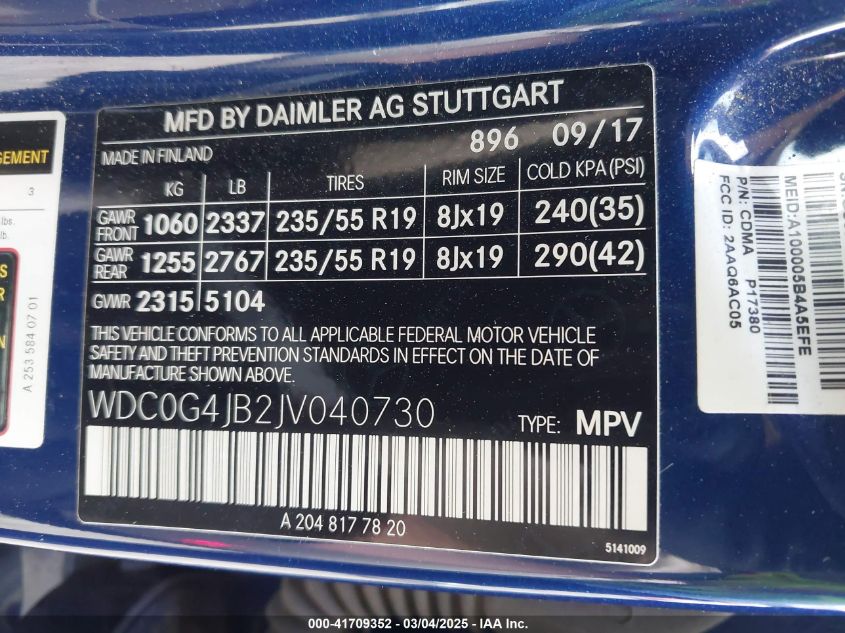 MFD BY DAIMLER AG STUTTGART
896 09/17
MADE IN FINLAND
KG LB TIRES RIM SIZE COLD KPA (PSI)
GAWR FRONT 1060 2337 235/55 R19 8Jx19 240(35)
GAWR REAR 1255 2767 235/55 R19 8Jx19 290(42)
GVWR 2315 5104
THIS VEHICLE CONFORMS TO ALL APPLICABLE FEDERAL MOTOR VEHICLE
SAFETY AND THEFT PREVENTION STANDARDS IN EFFECT ON THE DATE OF
MANUFACTURE SHOWN ABOVE.
WDC0G4JB2JV040730 TYPE: MPV
A 204 817 78 20
5141009
3
lbs.
A 253 584 07 01
MEID:A100005B4A5EFE
P/N: CDMA P17380
FCC ID: 2AAQ6AC05
000-41709352 / 03/04/2025 - IAA Inc.